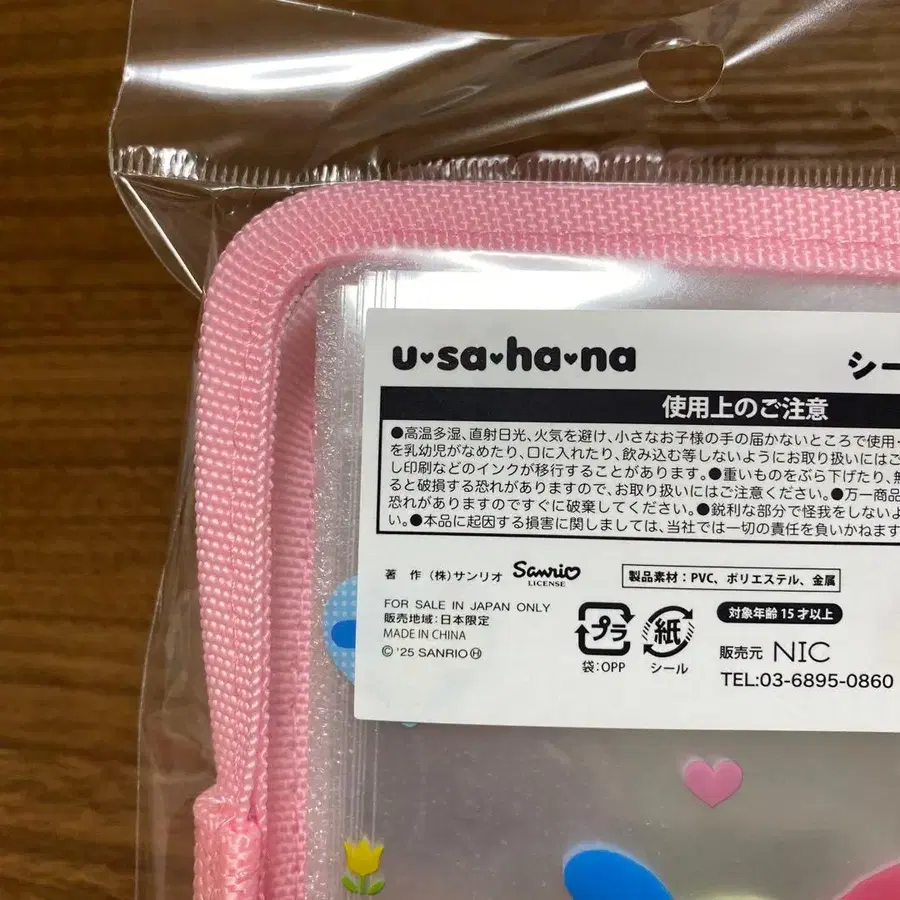 u♥sa♥ha♥na
シー
使用上のご注意
●高温多湿、直射日光、火気を避け、小さなお子様の手の届かないところで使用・
を乳幼児がなめたり、口に入れたり、飲み込む等しないようにお取り扱いにはご
し印刷などのインクが移行することがあります。●重いものをぶら下げたり、無
ると破損する恐れがありますので、お取り扱いにはご注意ください。●万一商品
恐れがありますのですぐに破棄してください。●鋭利な部分で怪我をしないよ
い。●本品に起因する損害に関しましては、当社では一切の責任を負いかねます
著 作 (株)サンリオ Sanrio
LICENSE
製品素材：PVC、ポリエステル、金属
FOR SALE IN JAPAN ONLY
販売地域：日本限定
MADE IN CHINA
© '25 SANRIO Ⓗ
プラ
袋：OPP
紙
シール
対象年齢15才以上
販売元 NIC
TEL:03-6895-0860